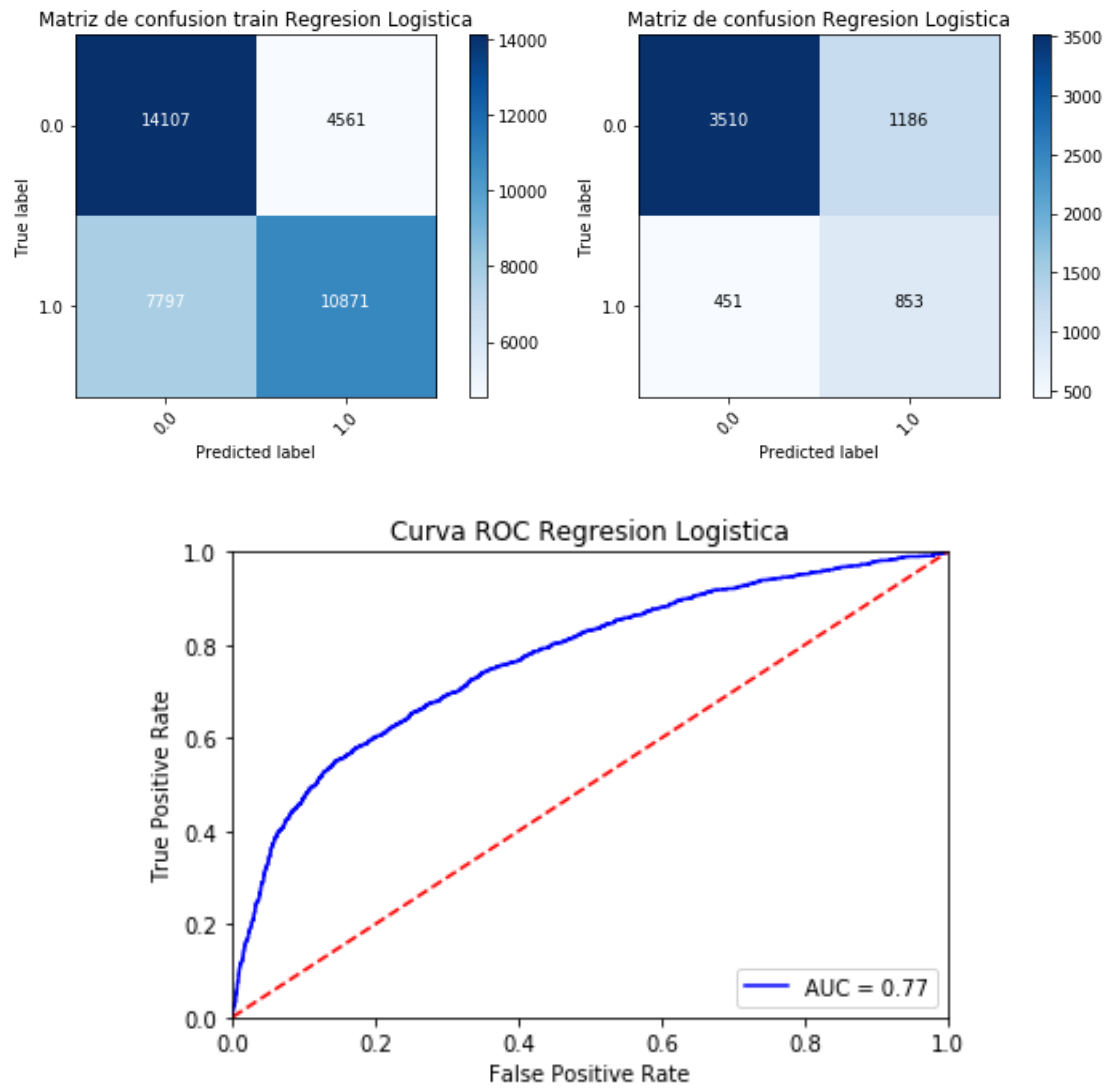 Matriz de confusion train Regresion Logistica
14000
12000
10000
8000
6000
14107 4561
7797 10871
0.0
1.0
True label
0.0 1.0
Predicted label
Matriz de confusion Regresion Logistica
3500
3000
2500
2000
1500
1000
500
3510 1186
451 853
0.0
1.0
True label
0.0 1.0
Predicted label
Curva ROC Regresion Logistica
1.0
0.8
0.6
0.4
0.2
0.0
True Positive Rate
AUC = 0.77
0.0 0.2 0.4 0.6 0.8 1.0
False Positive Rate